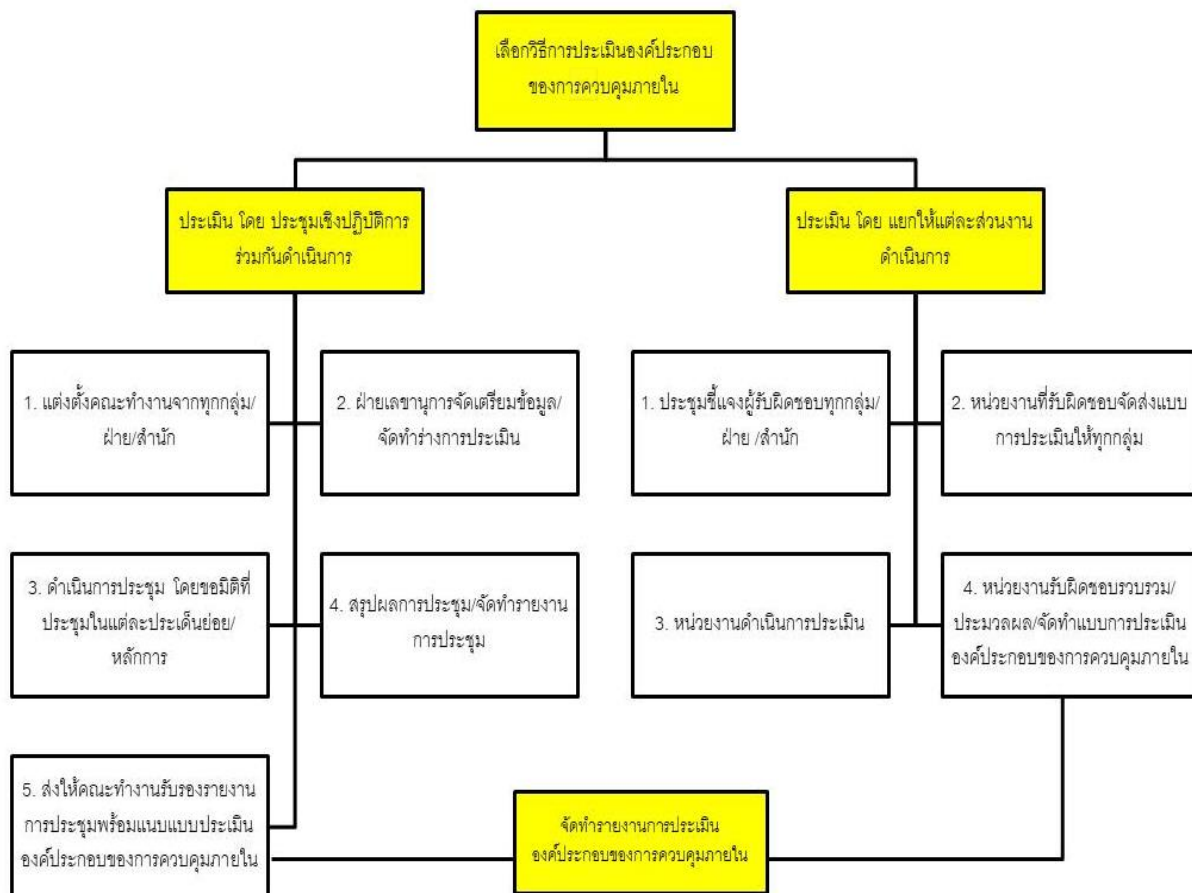 เลือกวิธีการประเมินองค์ประกอบ
ของการควบคุมภายใน
ประเมิน โดย ประชุมเชิงปฏิบัติการ
ร่วมกันดำเนินการ
ประเมิน โดย แยกให้แต่ละส่วนงาน
ดำเนินการ
1. แต่งตั้งคณะทำงานจากทุกกลุ่ม/
ฝ่าย/สำนัก
2. ฝ่ายเลขานุการจัดเตรียมข้อมูล/
จัดทำร่างการประเมิน
3. ดำเนินการประชุม โดยขอมิติที่
ประชุมในแต่ละประเด็นย่อย/
หลักการ
4. สรุปผลการประชุม/จัดทำรายงาน
การประชุม
5. ส่งให้คณะทำงานรับรองรายงาน
การประชุมพร้อมแนบแบบประเมิน
องค์ประกอบของการควบคุมภายใน
1. ประชุมชี้แจงผู้รับผิดชอบทุกกลุ่ม/
ฝ่าย /สำนัก
2. หน่วยงานที่รับผิดชอบจัดส่งแบบ
การประเมินให้ทุกกลุ่ม
3. หน่วยงานดำเนินการประเมิน
4. หน่วยงานรับผิดชอบรวบรวม/
ประมวลผล/จัดทำแบบการประเมิน
องค์ประกอบของการควบคุมภายใน
จัดทำรายงานการประเมิน
องค์ประกอบของการควบคุมภายใน